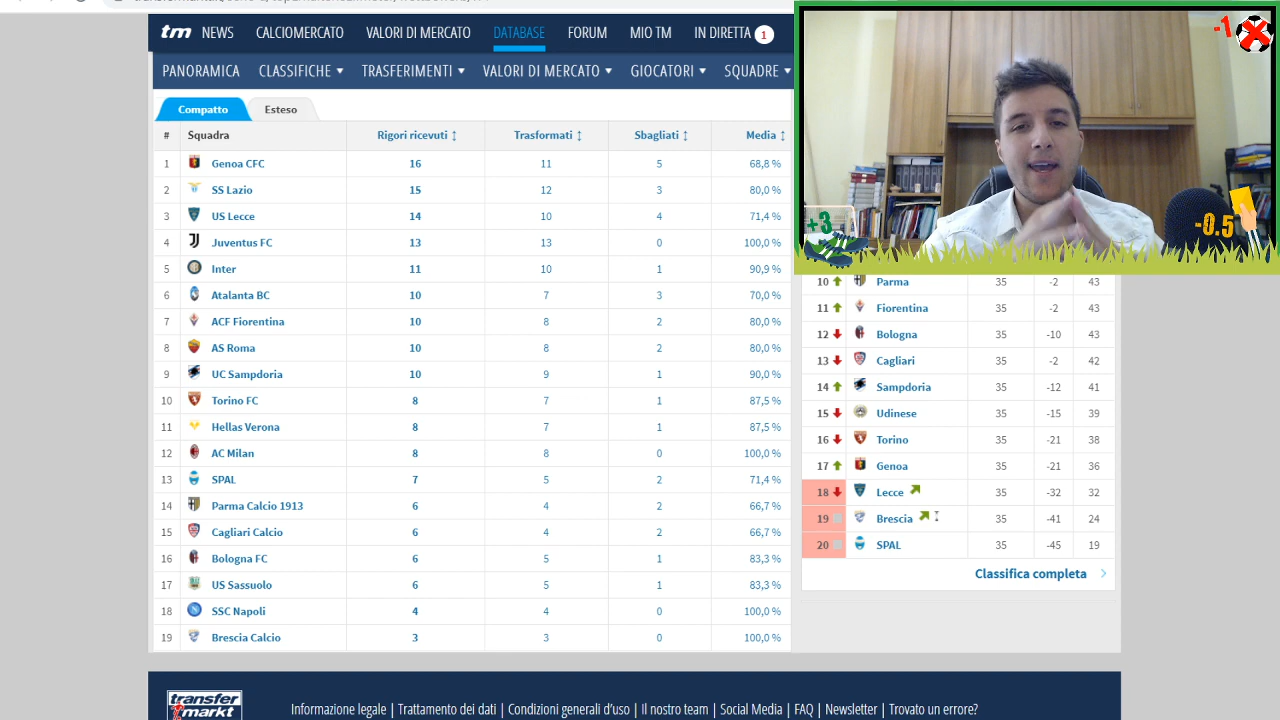 tm NEWS CALCIOMERCATO VALORI DI MERCATO DATABASE FORUM MIO TM IN DIRETTA 1
PANORAMICA CLASSIFICHE TRASFERIMENTI VALORI DI MERCATO GIOCATORI SQUADRE
-1
+3
-0.5
Compatto Esteso
# Squadra Rigori ricevuti Trasformati Sbagliati Media
1 Genoa CFC 16 11 5 68,8 %
2 SS Lazio 15 12 3 80,0 %
3 US Lecce 14 10 4 71,4 %
4 Juventus FC 13 13 0 100,0 %
5 Inter 11 10 1 90,9 %
6 Atalanta BC 10 7 3 70,0 %
7 ACF Fiorentina 10 8 2 80,0 %
8 AS Roma 10 8 2 80,0 %
9 UC Sampdoria 10 9 1 90,0 %
10 Torino FC 8 7 1 87,5 %
11 Hellas Verona 8 7 1 87,5 %
12 AC Milan 8 8 0 100,0 %
13 SPAL 7 5 2 71,4 %
14 Parma Calcio 1913 6 4 2 66,7 %
15 Cagliari Calcio 6 4 2 66,7 %
16 Bologna FC 6 5 1 83,3 %
17 US Sassuolo 6 5 1 83,3 %
18 SSC Napoli 4 4 0 100,0 %
19 Brescia Calcio 3 3 0 100,0 %
10 Parma 35 -2 43
11 Fiorentina 35 -2 43
12 Bologna 35 -10 43
13 Cagliari 35 -2 42
14 Sampdoria 35 -12 41
15 Udinese 35 -15 39
16 Torino 35 -21 38
17 Genoa 35 -21 36
18 Lecce 35 -32 32
19 Brescia 35 -41 24
20 SPAL 35 -45 19
Classifica completa
transfer
markt
Informazione legale | Trattamento dei dati | Condizioni generali d'uso | Il nostro team | Social Media | FAQ | Newsletter | Trovato un errore?